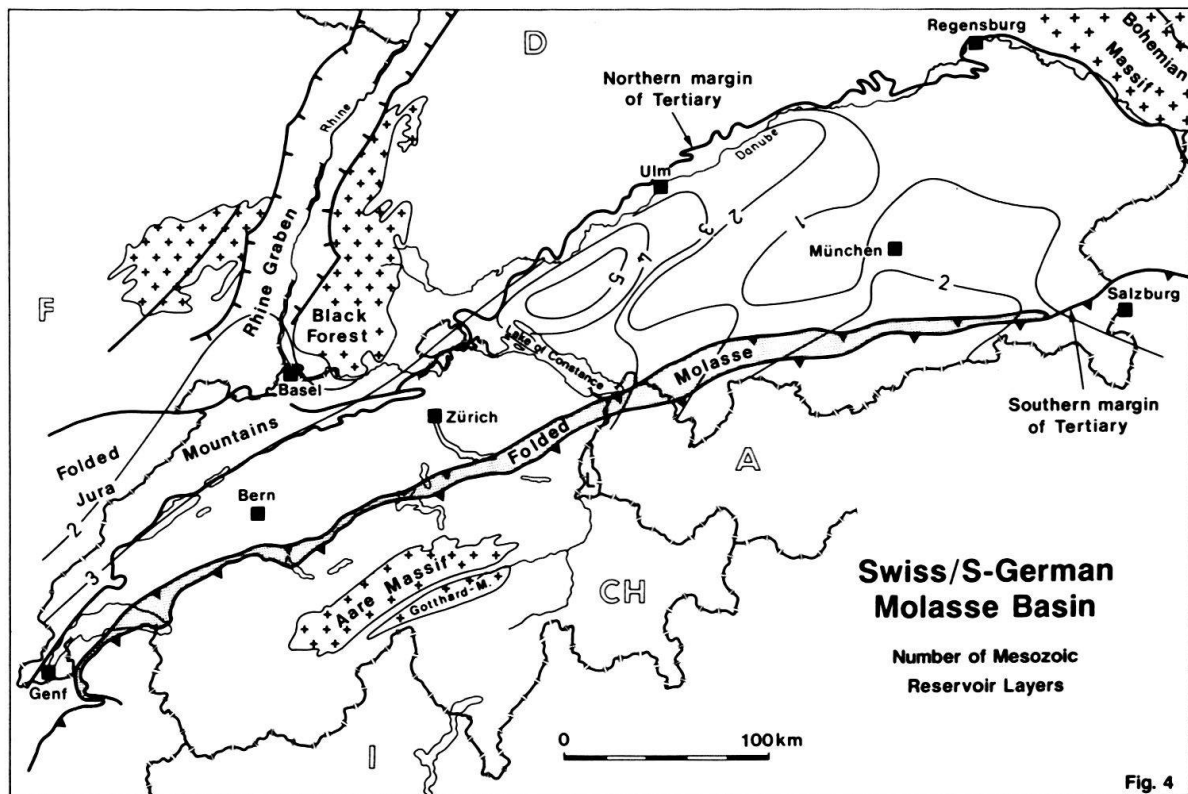 D
Regensburg
Bohemian
Massif
Northern margin
of Tertiary
Rhine
Danube
Ulm
F
Rhine Graben
Black
Forest
1
2
3
4
5
München
2
Salzburg
Lake of Constance
Basel
Molasse
Zürich
Folded
Southern margin
of Tertiary
Folded
Jura
Mountains
A
Bern
L
2
3
Aare Massif
Gotthard-M.
CH
Swiss/S-German
Molasse Basin
Number of Mesozoic
Reservoir Layers
Genf
I
0
100km
Fig. 4